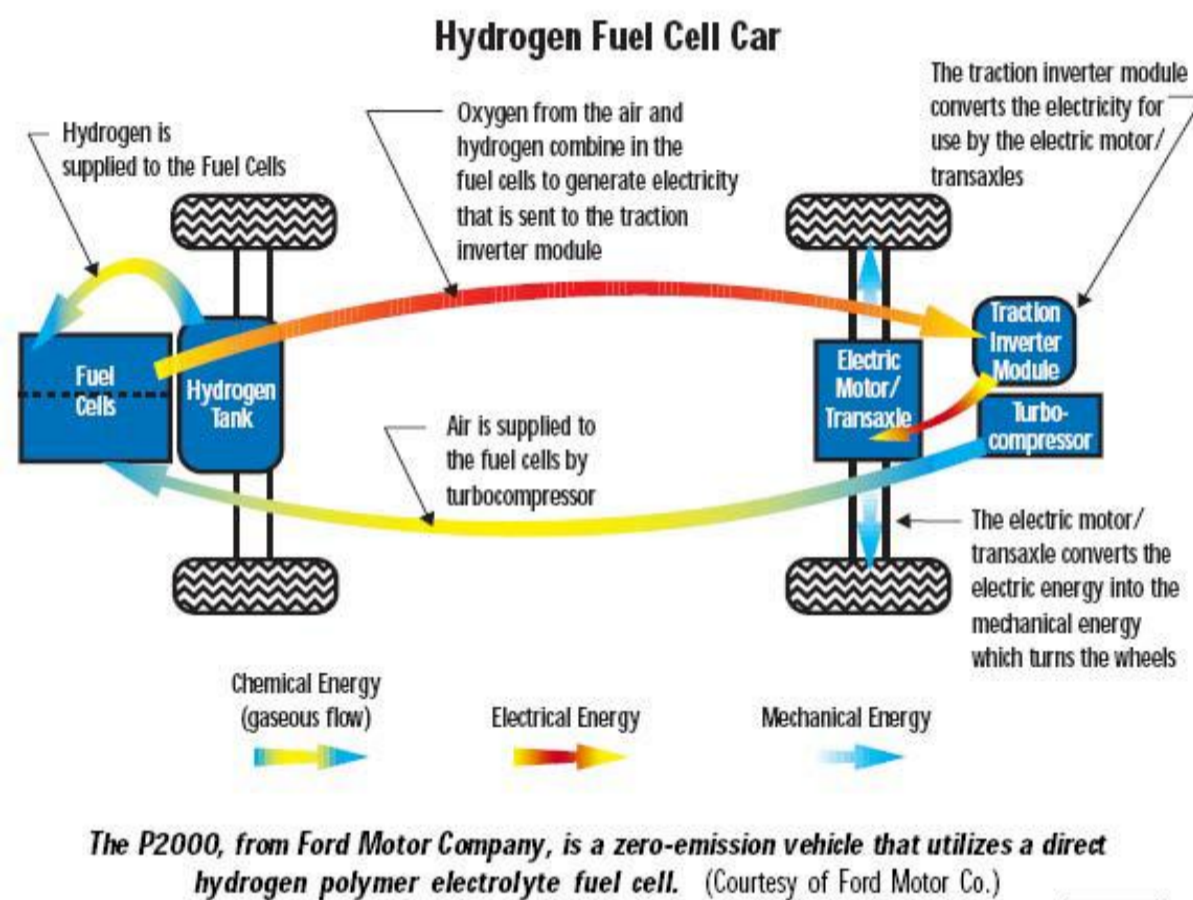 Hydrogen Fuel Cell Car
Hydrogen is
supplied to the Fuel Cells
Oxygen from the air and
hydrogen combine in the
fuel cells to generate electricity
that is sent to the traction
inverter module
The traction inverter module
converts the electricity for
use by the electric motor/
transaxles
Fuel
Cells
Hydrogen
Tank
Electric
Motor/
Transaxle
Traction
Inverter
Module
Turbo-
compressor
Air is supplied to
the fuel cells by
turbocompressor
The electric motor/
transaxle converts the
electric energy into the
mechanical energy
which turns the wheels
Chemical Energy
(gaseous flow)
Electrical Energy
Mechanical Energy
The P2000, from Ford Motor Company, is a zero-emission vehicle that utilizes a direct
hydrogen polymer electrolyte fuel cell. (Courtesy of Ford Motor Co.)